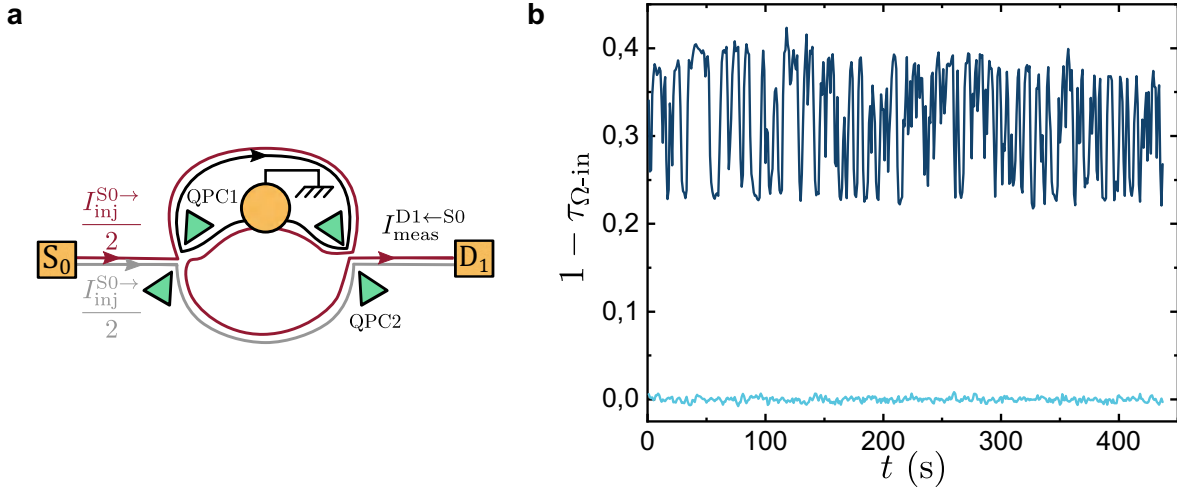 a
I_inj^S0→
2
QPC1
I_meas^D1←S0
S₀
D₁
I_inj^S0→
2
QPC2
b
0,4
0,3
0,2
0,1
0,0
1 − τ_Ω-in
0 100 200 300 400
t (s)